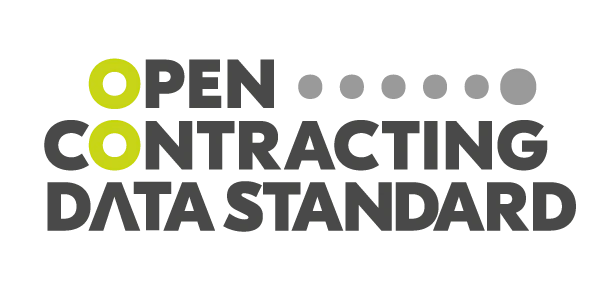 OPEN
CONTRACTING
DATA STANDARD